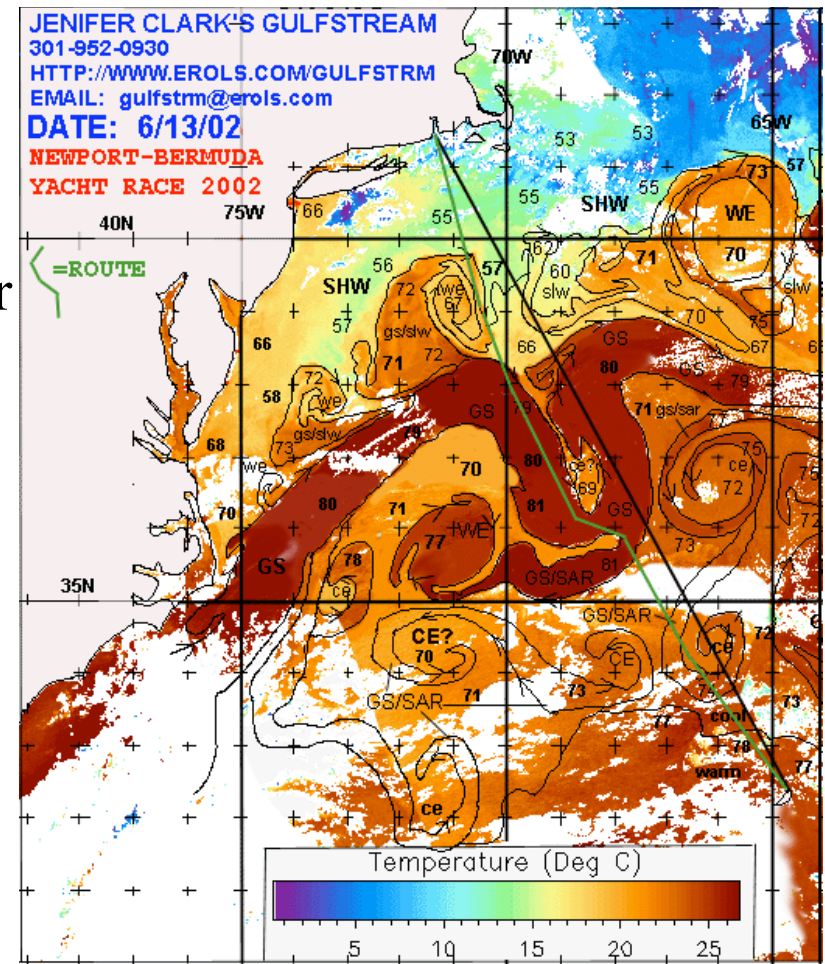 JENIFER CLARK'S GULFSTREAM
301-952-0930
HTTP://WWW.EROLS.COM/GULFSTRM
EMAIL: gulfstrm@erols.com
DATE: 6/13/02
NEWPORT-BERMUDA
YACHT RACE 2002
70W
65W
75W
40N
=ROUTE
r
53
53
73
57
66
55
55
55
SHW
WE
70
SHW
56
57
62
60
slw
71
slw
72
we
67
gs/slw
57
66
70
75
67
66
72
71
GS
80
GS
79
58
72
we
gs/slw
73
GS
79
79
71
gs/sar
68
we
70
80
ce?
69
75
ce
72
75
70
80
71
81
GS
72
77
WE
73
GS
78
ce
GS/SAR
81
35N
GS/SAR
CE?
70
CE
ce
72
GS/SAR
71
73
74
73
77
cool
78
warm
77
ce
Temperature (Deg C)
5 10 15 20 25